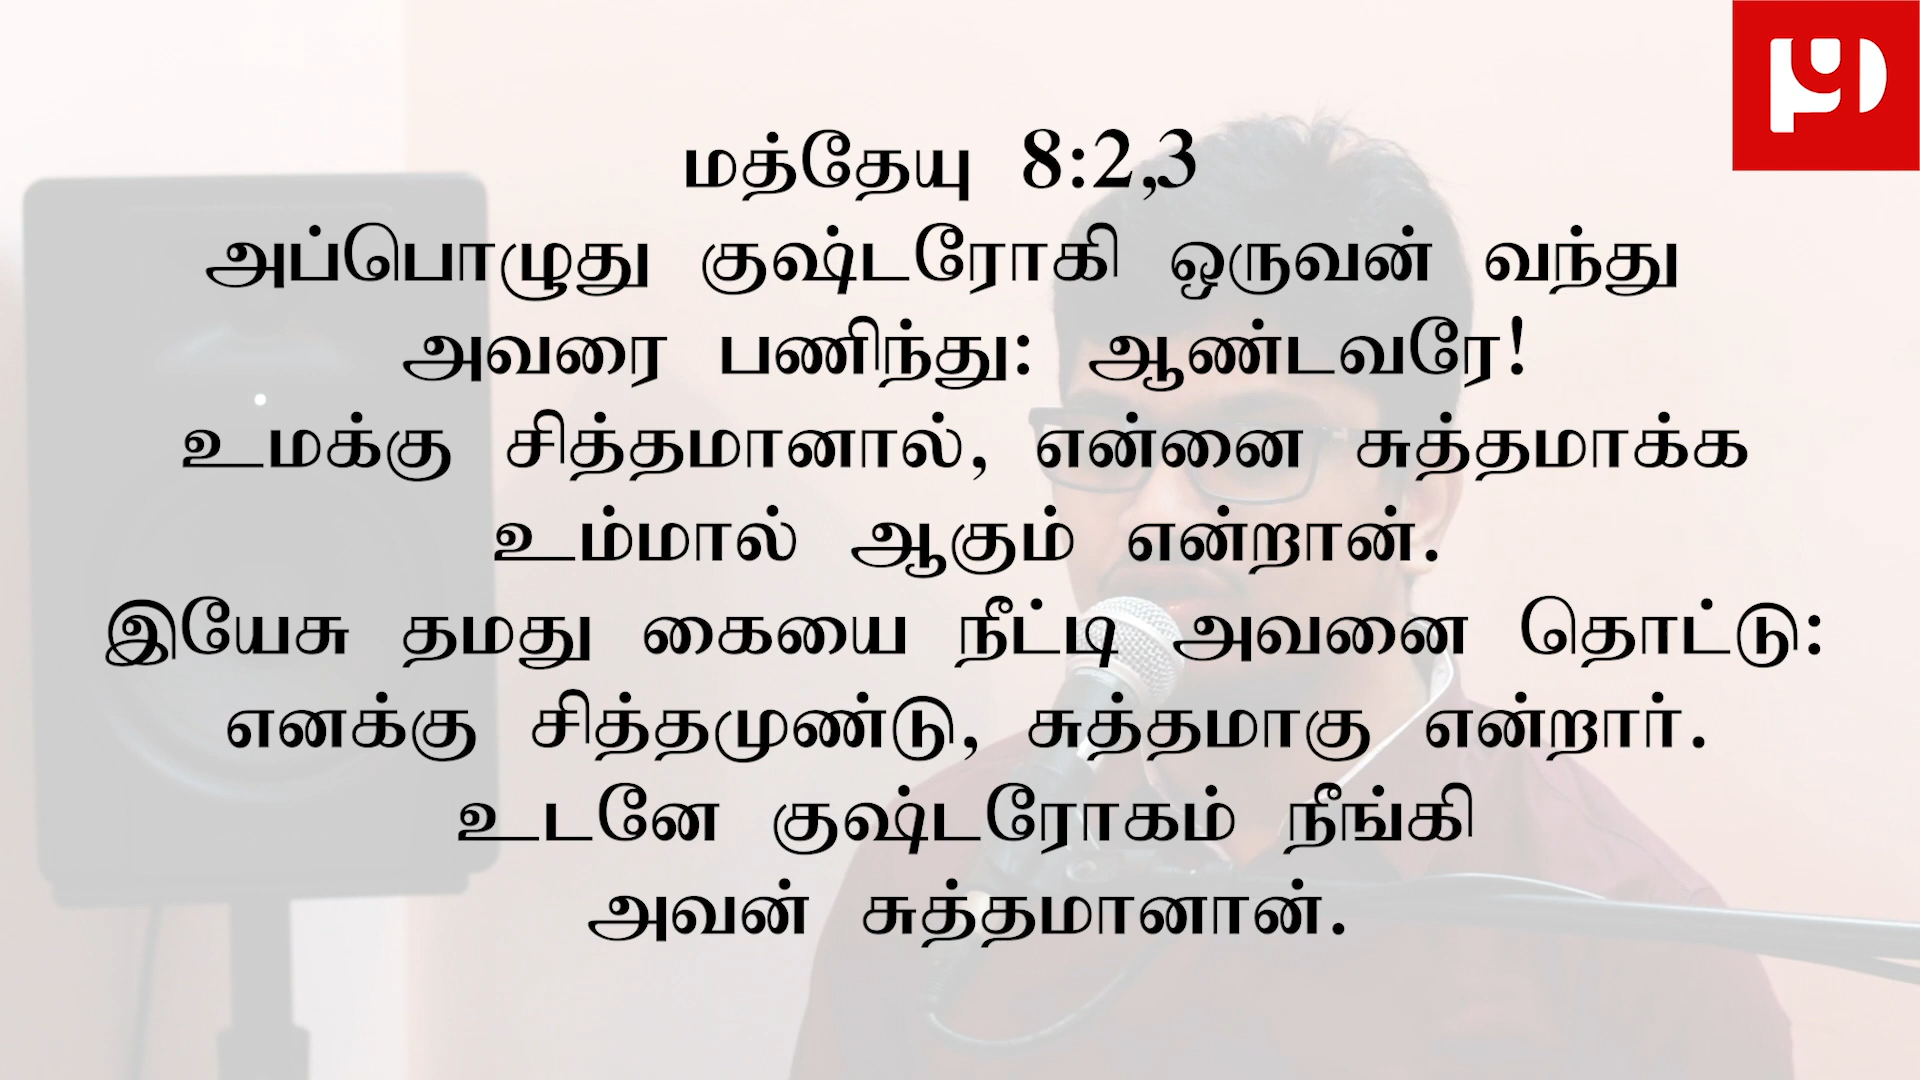 மத்தேயு 8:2,3
அப்பொழுது குஷ்டரோகி ஒருவன் வந்து
அவரை பணிந்து: ஆண்டவரே!
உமக்கு சித்தமானால், என்னை சுத்தமாக்க
உம்மால் ஆகும் என்றான்.
இயேசு தமது கையை நீட்டி அவனை தொட்டு:
எனக்கு சித்தமுண்டு, சுத்தமாகு என்றார்.
உடனே குஷ்டரோகம் நீங்கி
அவன் சுத்தமானான்.